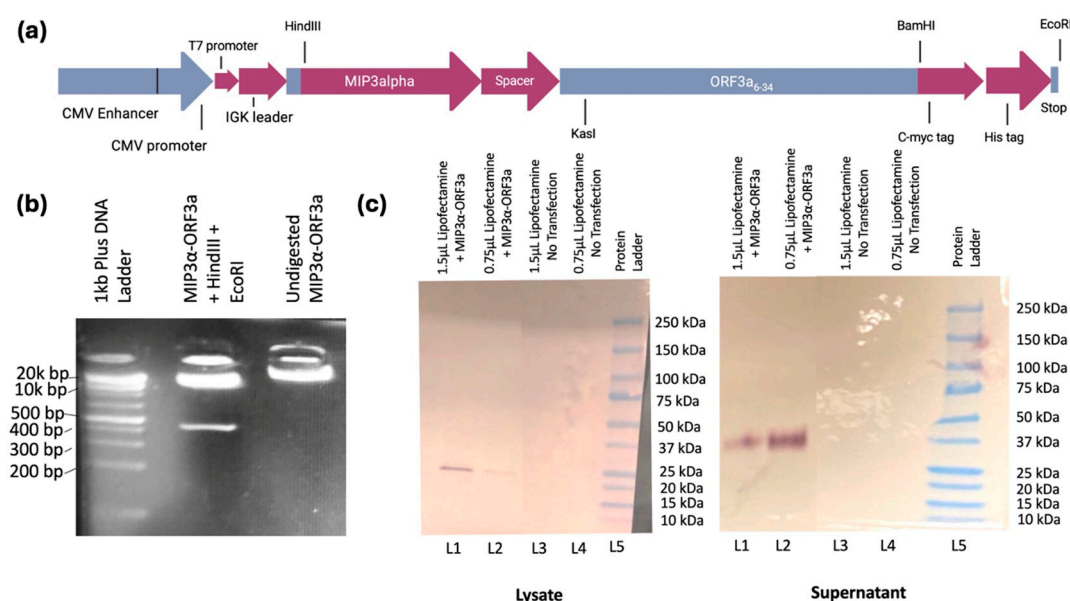 (a)
HindIII
BamHI
EcoRI
T7 promoter
MIP3alpha
Spacer
ORF3a6-34
CMV Enhancer
IGK leader
KasI
Stop
CMV promoter
C-myc tag
His tag
(b)
1kb Plus DNA
Ladder
MIP3α-ORF3a
+ HindIII +
EcoRI
Undigested
MIP3α-ORF3a
20k bp
10k bp
500 bp
400 bp
300 bp
200 bp
(c)
1.5µL Lipofectamine
+ MIP3α-ORF3a
0.75µL Lipofectamine
+ MIP3α-ORF3a
1.5µL Lipofectamine
No Transfection
0.75µL Lipofectamine
No Transfection
Protein
Ladder
250 kDa
150 kDa
100 kDa
75 kDa
50 kDa
37 kDa
25 kDa
20 kDa
15 kDa
10 kDa
L1
L2
L3
L4
L5
Lysate
1.5µL Lipofectamine
+ MIP3α-ORF3a
0.75µL Lipofectamine
+ MIP3α-ORF3a
1.5µL Lipofectamine
No Transfection
0.75µL Lipofectamine
No Transfection
Protein
Ladder
250 kDa
150 kDa
100 kDa
75 kDa
50 kDa
37 kDa
25 kDa
20 kDa
15 kDa
10 kDa
L1
L2
L3
L4
L5
Supernatant